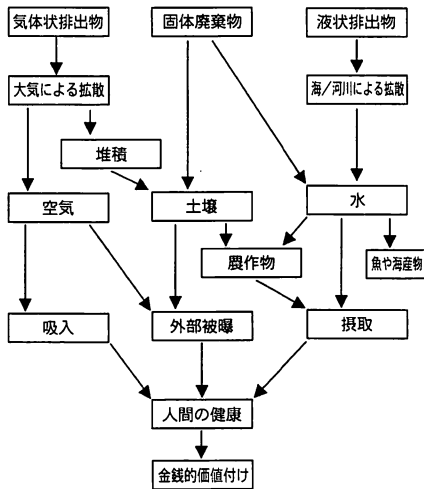 気体状排出物
固体廃棄物
液状排出物
大気による拡散
海/河川による拡散
堆積
空気
土壌
水
農作物
魚や海産物
吸入
外部被曝
摂取
人間の健康
金銭的価値付け